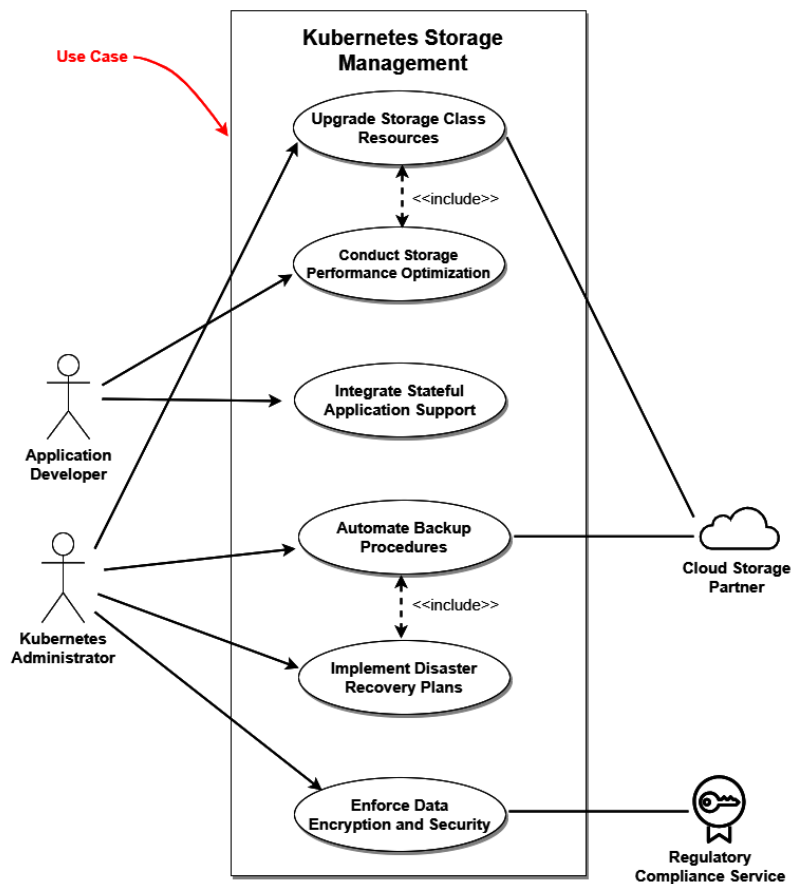 Kubernetes Storage
Management
Use Case
Upgrade Storage Class
Resources
<<include>>
Conduct Storage
Performance Optimization
Integrate Stateful
Application Support
Application
Developer
Automate Backup
Procedures
Cloud Storage
Partner
<<include>>
Kubernetes
Administrator
Implement Disaster
Recovery Plans
Enforce Data
Encryption and Security
Regulatory
Compliance Service